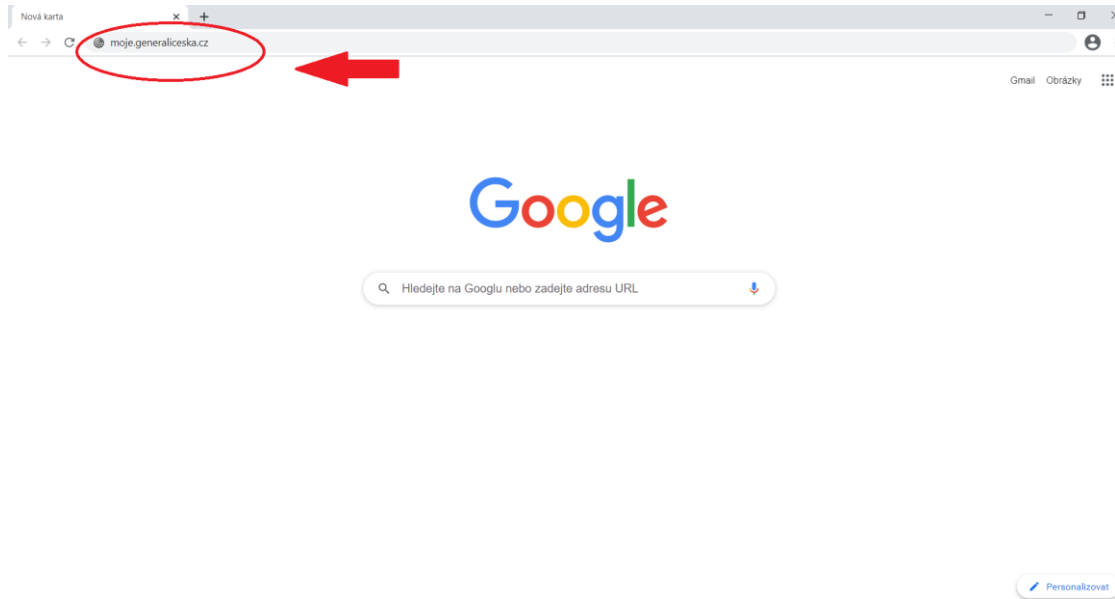 Nová karta
moje.generaliceska.cz
Gmail Obrázky
Google
Hledejte na Googlu nebo zadejte adresu URL
Personalizovat